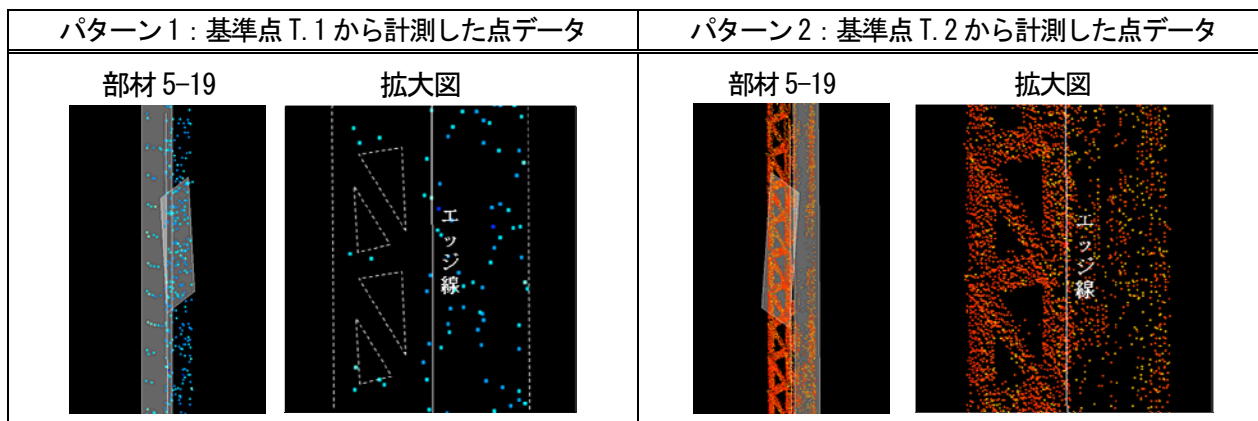 パターン1：基準点T.1から計測した点データ
パターン2：基準点T.2から計測した点データ
部材5-19
拡大図
エッジ線
部材5-19
拡大図
エッジ線